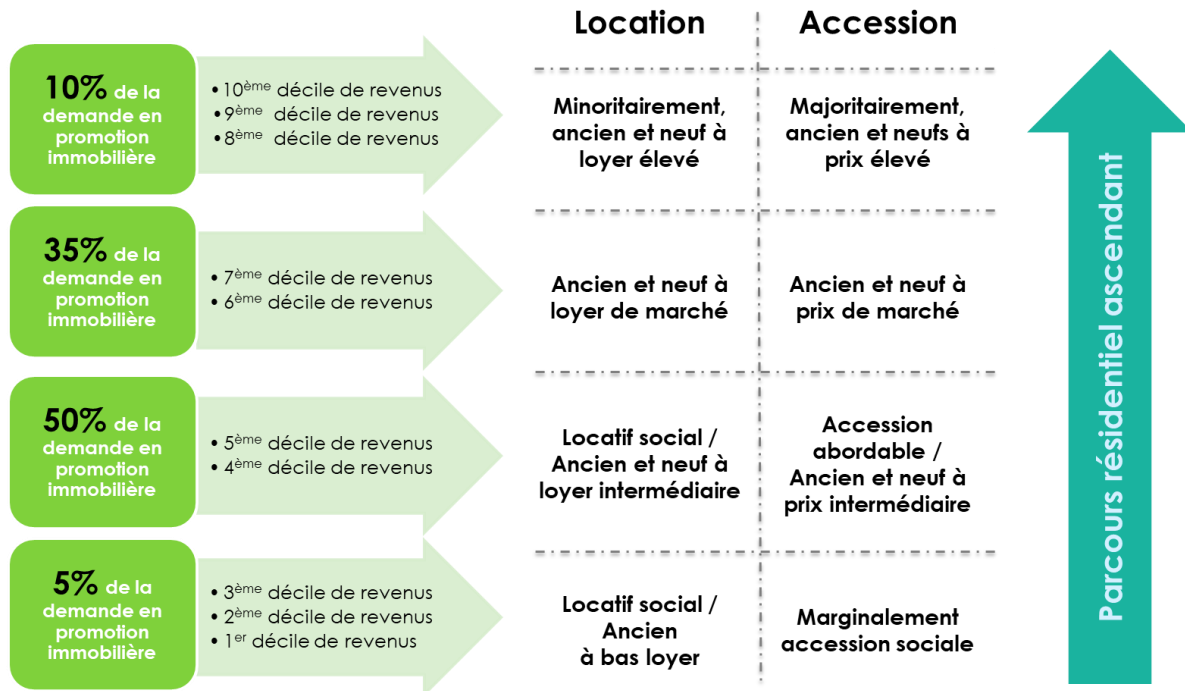 Location
Accession
10% de la
demande en
promotion
immobilière
• 10ème décile de revenus
• 9ème décile de revenus
• 8ème décile de revenus
Minoritairement,
ancien et neuf à
loyer élevé
Majoritairement,
ancien et neufs à
prix élevé
35% de la
demande en
promotion
immobilière
• 7ème décile de revenus
• 6ème décile de revenus
Ancien et neuf à
loyer de marché
Ancien et neuf à
prix de marché
50% de la
demande en
promotion
immobilière
• 5ème décile de revenus
• 4ème décile de revenus
Locatif social /
Ancien et neuf à
loyer intermédiaire
Accession
abordable /
Ancien et neuf à
prix intermédiaire
5% de la
demande en
promotion
immobilière
• 3ème décile de revenus
• 2ème décile de revenus
• 1er décile de revenus
Locatif social /
Ancien
à bas loyer
Marginalement
accession sociale
Parcours résidentiel ascendant